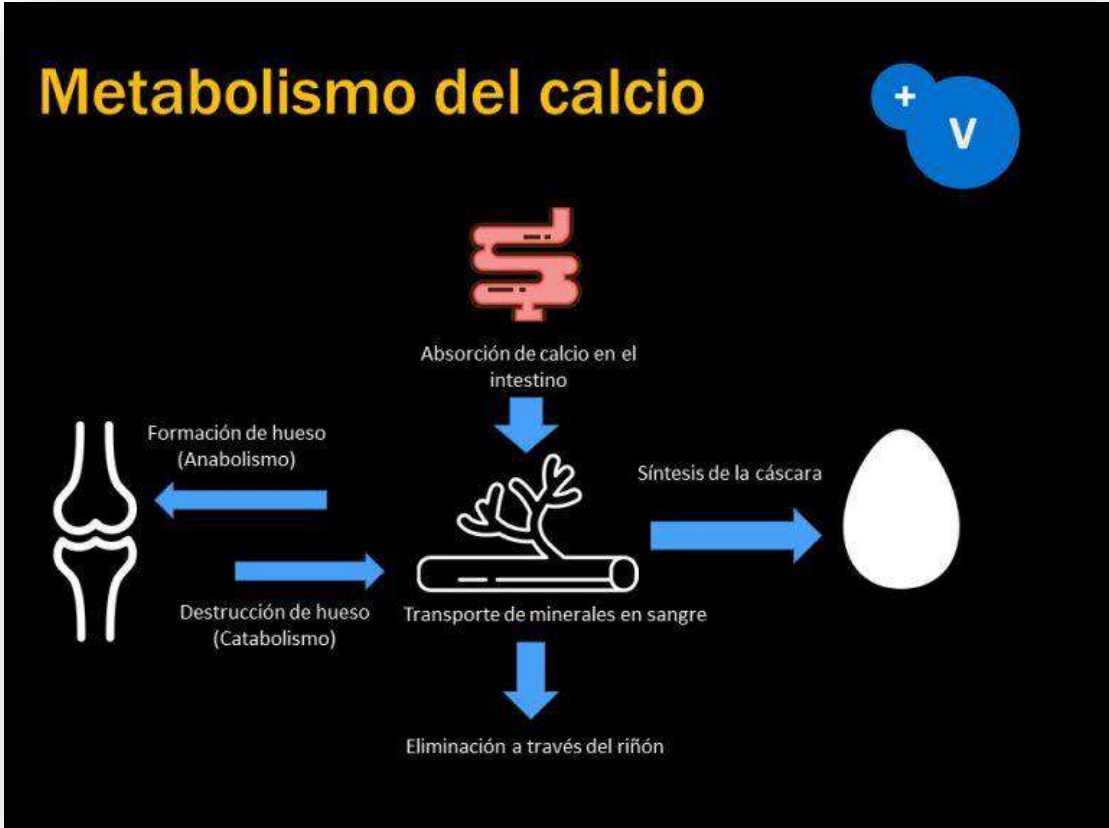 Metabolismo del calcio
+
V
Absorción de calcio en el
intestino
Formación de hueso
(Anabolismo)
Síntesis de la cáscara
Destrucción de hueso
(Catabolismo)
Transporte de minerales en sangre
Eliminación a través del riñón